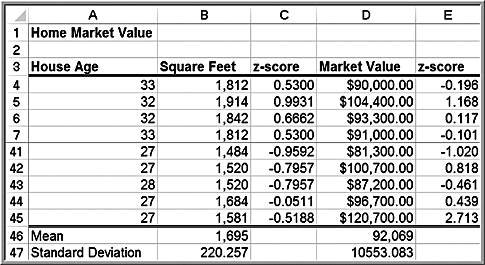 A B C D E
1 Home Market Value
2
3 House Age Square Feet z-score Market Value z-score
4 33 1,812 0.5300 $90,000.00 -0.196
5 32 1,914 0.9931 $104,400.00 1.168
6 32 1,842 0.6662 $93,300.00 0.117
7 33 1,812 0.5300 $91,000.00 -0.101
41 27 1,484 -0.9592 $81,300.00 -1.020
42 27 1,520 -0.7957 $100,700.00 0.818
43 28 1,520 -0.7957 $87,200.00 -0.461
44 27 1,684 -0.0511 $96,700.00 0.439
45 27 1,581 -0.5188 $120,700.00 2.713
46 Mean 1,695 92,069
47 Standard Deviation 220.257 10553.083